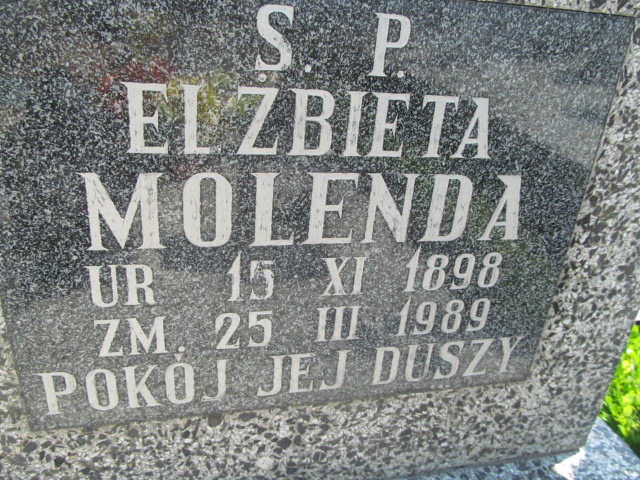 Ś. P.
ELŻBIETA
MOLENDA
UR 15 XI 1898
ZM. 25 III 1989
POKÓJ JEJ DUSZY